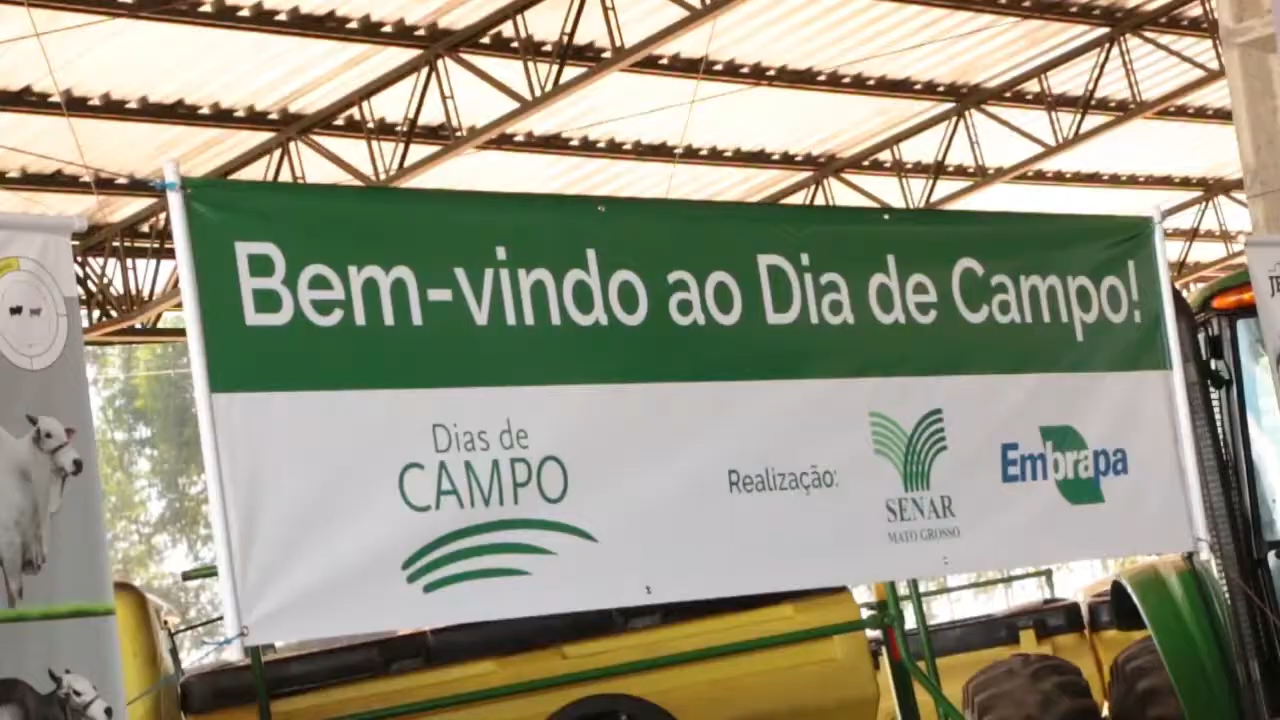 Bem-vindo ao Dia de Campo!
Dias de
CAMPO
Realização:
SENAR
MATO GROSSO
Embrapa